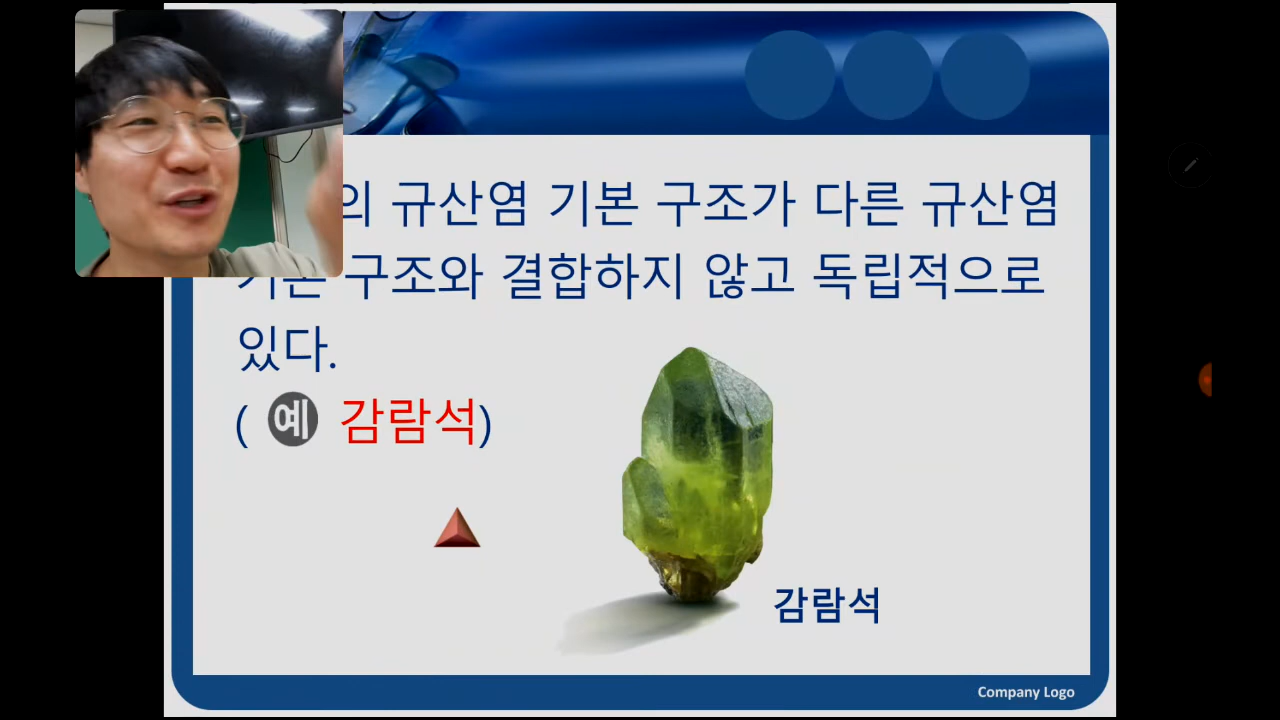 의 규산염 기본 구조가 다른 규산염
기본 구조와 결합하지 않고 독립적으로
있다.
( 예 감람석)
감람석
Company Logo